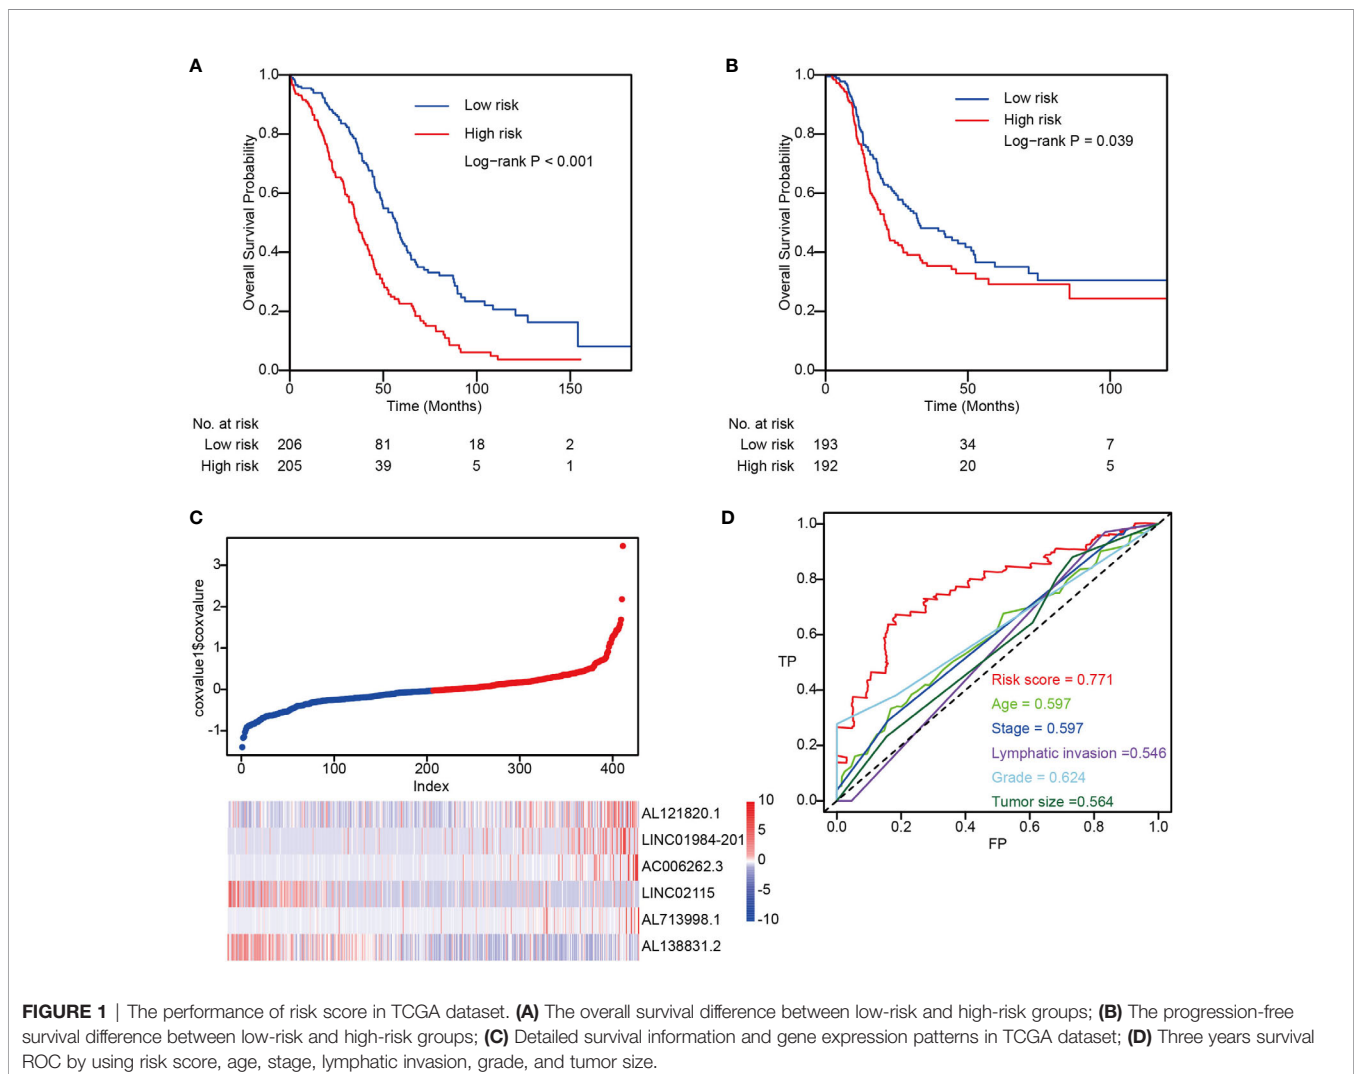 A
1.0
0.8
0.6
0.4
0.2
0.0
Overall Survival Probability
Low risk
High risk
Log−rank P < 0.001
0 50 100 150
Time (Months)
No. at risk
Low risk 206 81 18 2
High risk 205 39 5 1
B
1.0
0.8
0.6
0.4
0.2
0.0
Overall Survival Probability
Low risk
High risk
Log−rank P = 0.039
0 50 100
Time (Months)
No. at risk
Low risk 193 34 7
High risk 192 20 5
C
3
2
1
0
-1
coxvalue1$coxvalure
0 100 200 300 400
Index
AL121820.1
LINC01984-201
AC006262.3
LINC02115
AL713998.1
AL138831.2
10
5
0
-5
-10
D
1.0
0.8
0.6
0.4
0.2
0.0
TP
Risk score = 0.771
Age = 0.597
Stage = 0.597
Lymphatic invasion =0.546
Grade = 0.624
Tumor size =0.564
0.0 0.2 0.4 0.6 0.8 1.0
FP
FIGURE 1 | The performance of risk score in TCGA dataset. (A) The overall survival difference between low-risk and high-risk groups; (B) The progression-free
survival difference between low-risk and high-risk groups; (C) Detailed survival information and gene expression patterns in TCGA dataset; (D) Three years survival
ROC by using risk score, age, stage, lymphatic invasion, grade, and tumor size.